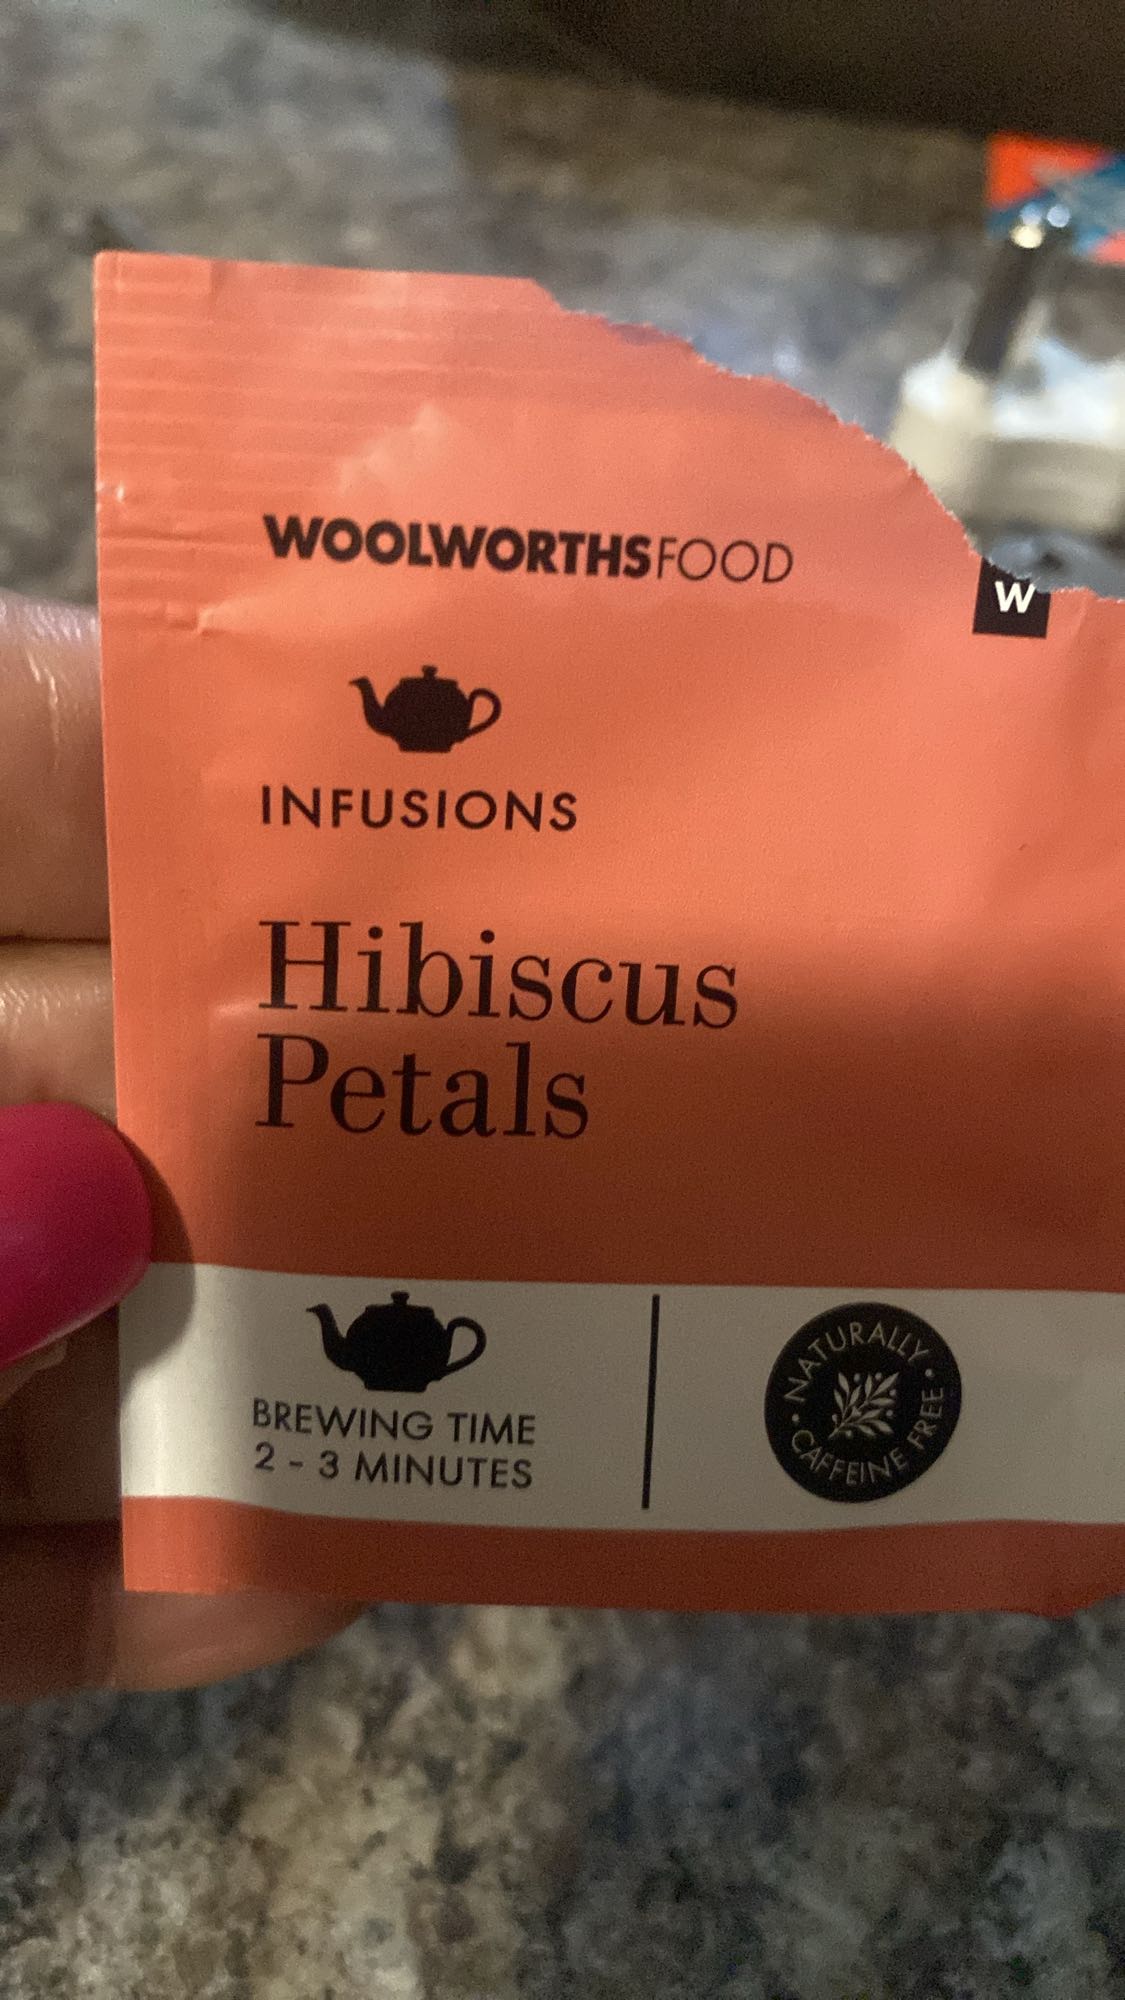 WOOLWORTHSFOOD
W
INFUSIONS
Hibiscus
Petals
BREWING TIME
2 - 3 MINUTES
• NATURALLY •
CAFFEINE FREE